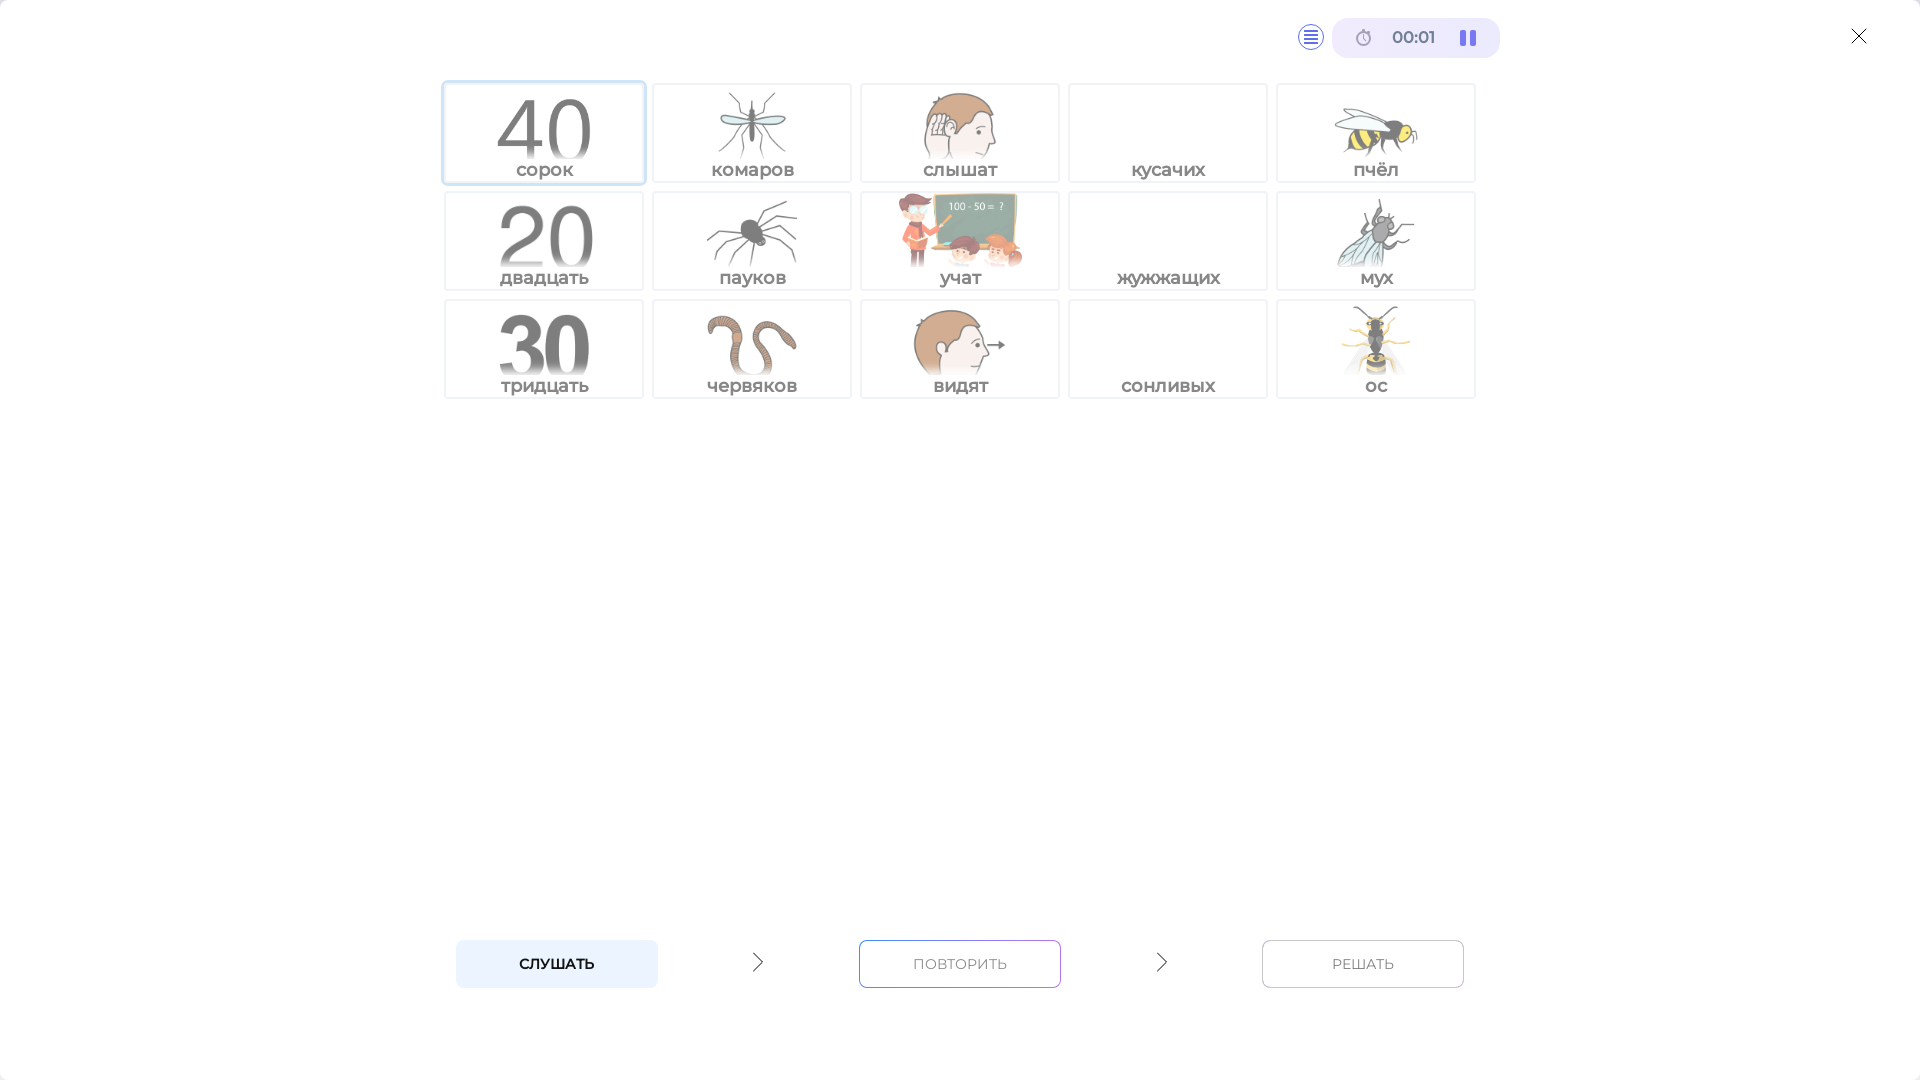 00:01
40
сорок
комаров
слышат
кусачих
пчёл
20
двадцать
пауков
100 - 50 = ?
учат
жужжащих
мух
30
тридцать
червяков
видят
сонливых
ос
СЛУШАТЬ
ПОВТОРИТЬ
РЕШАТЬ